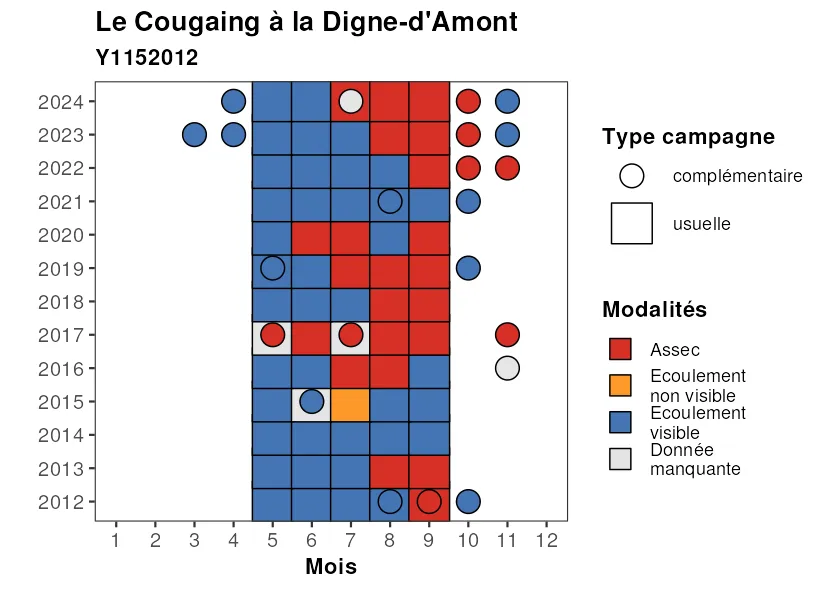 Le Cougaing à la Digne-d'Amont
Y1152012
2024
2023
2022
2021
2020
2019
2018
2017
2016
2015
2014
2013
2012
1 2 3 4 5 6 7 8 9 10 11 12
Mois
Type campagne
complémentaire
usuelle
Modalités
Assec
Ecoulement
non visible
Ecoulement
visible
Donnée
manquante